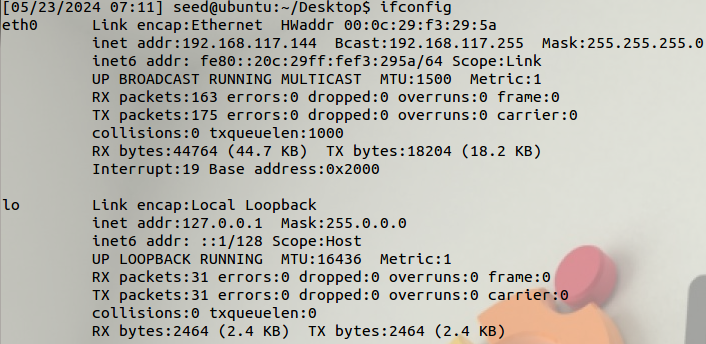 [05/23/2024 07:11] seed@ubuntu:~/Desktop$ ifconfig
eth0      Link encap:Ethernet  HWaddr 00:0c:29:f3:29:5a
          inet addr:192.168.117.144  Bcast:192.168.117.255  Mask:255.255.255.0
          inet6 addr: fe80::20c:29ff:fef3:295a/64 Scope:Link
          UP BROADCAST RUNNING MULTICAST  MTU:1500  Metric:1
          RX packets:163 errors:0 dropped:0 overruns:0 frame:0
          TX packets:175 errors:0 dropped:0 overruns:0 carrier:0
          collisions:0 txqueuelen:1000
          RX bytes:44764 (44.7 KB)  TX bytes:18204 (18.2 KB)
          Interrupt:19 Base address:0x2000
lo        Link encap:Local Loopback
          inet addr:127.0.0.1  Mask:255.0.0.0
          inet6 addr: ::1/128 Scope:Host
          UP LOOPBACK RUNNING  MTU:16436  Metric:1
          RX packets:31 errors:0 dropped:0 overruns:0 frame:0
          TX packets:31 errors:0 dropped:0 overruns:0 carrier:0
          collisions:0 txqueuelen:0
          RX bytes:2464 (2.4 KB)  TX bytes:2464 (2.4 KB)